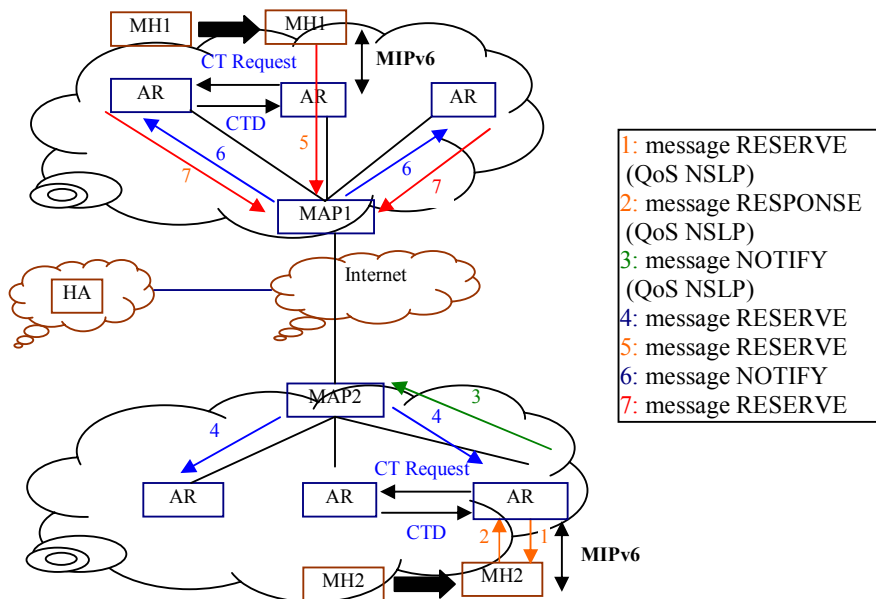 MH1
MH1
CT Request
MIPv6
AR
AR
AR
CTD
5
6
6
7
7
MAP1
HA
Internet
MAP2
3
4
4
CT Request
AR
AR
AR
CTD
2
1
MIPv6
MH2
MH2
1: message RESERVE
(QoS NSLP)
2: message RESPONSE
(QoS NSLP)
3: message NOTIFY
(QoS NSLP)
4: message RESERVE
5: message RESERVE
6: message NOTIFY
7: message RESERVE